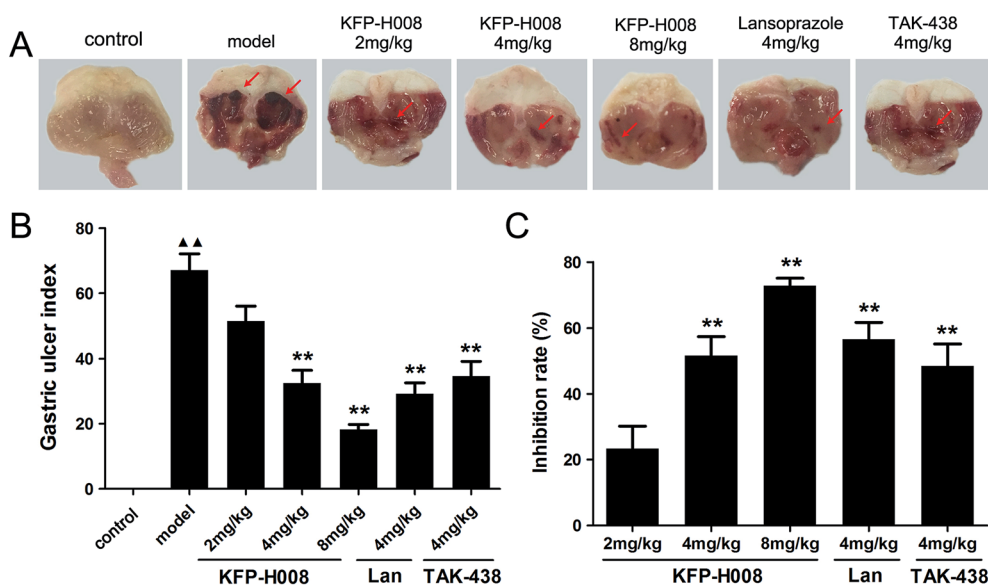 A
control
model
KFP-H008
2mg/kg
KFP-H008
4mg/kg
KFP-H008
8mg/kg
Lansoprazole
4mg/kg
TAK-438
4mg/kg
B
Gastric ulcer index
80
60
40
20
0
▲▲
**
**
**
**
control
model
2mg/kg
4mg/kg
8mg/kg
4mg/kg
4mg/kg
KFP-H008
Lan
TAK-438
C
Inhibition rate (%)
80
60
40
20
0
**
**
**
**
2mg/kg
4mg/kg
8mg/kg
4mg/kg
4mg/kg
KFP-H008
Lan
TAK-438